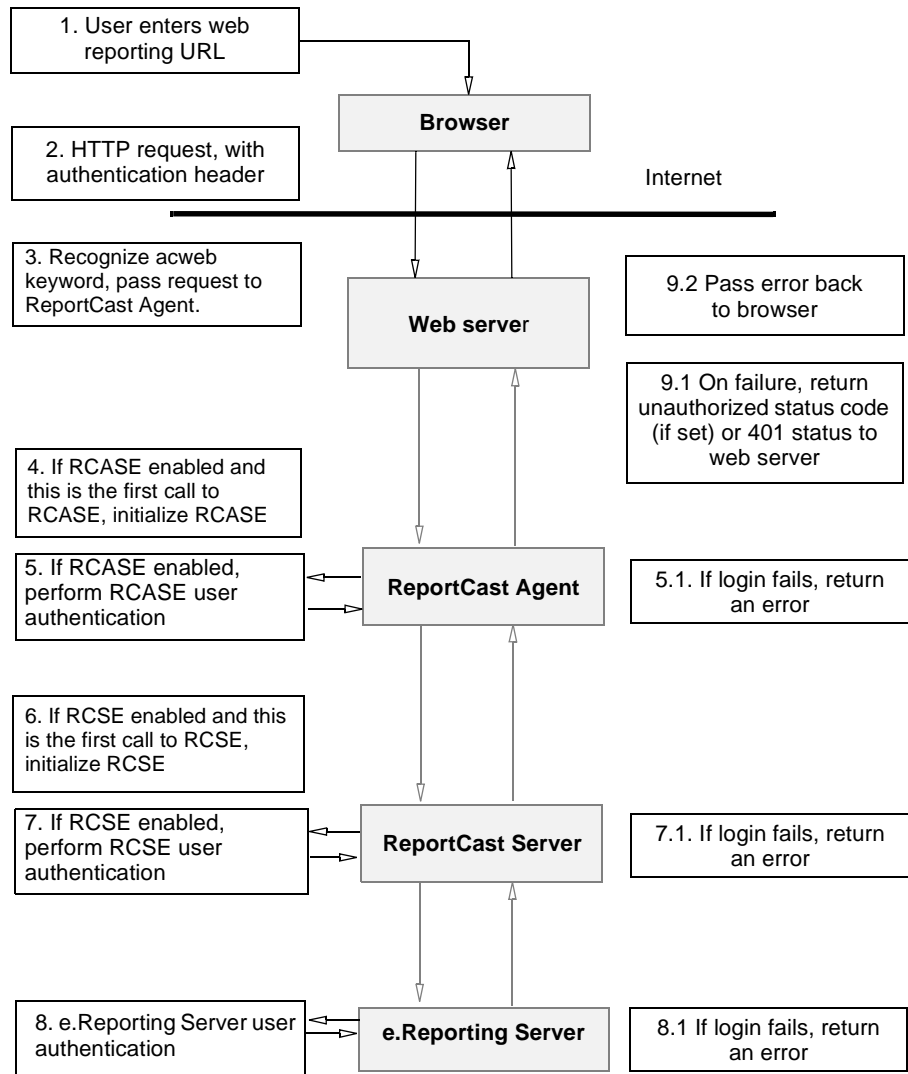 1. User enters web
reporting URL
Browser
2. HTTP request, with
authentication header
Internet
3. Recognize acweb
keyword, pass request to
ReportCast Agent.
9.2 Pass error back
to browser
Web server
9.1 On failure, return
unauthorized status code
(if set) or 401 status to
web server
4. If RCASE enabled and
this is the first call to
RCASE, initialize RCASE
5. If RCASE enabled,
perform RCASE user
authentication
ReportCast Agent
5.1. If login fails, return
an error
6. If RCSE enabled and this
is the first call to RCSE,
initialize RCSE
7. If RCSE enabled,
perform RCSE user
authentication
ReportCast Server
7.1. If login fails, return
an error
8. e.Reporting Server user
authentication
e.Reporting Server
8.1 If login fails, return
an error